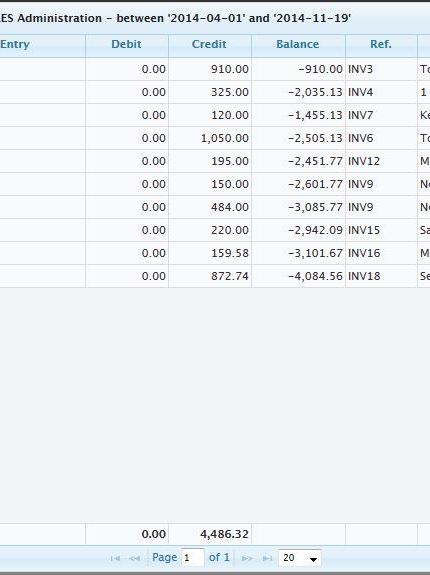 ES Administration - between '2014-04-01' and '2014-11-19'
Entry Debit Credit Balance Ref.
0.00 910.00 -910.00 INV3 To
0.00 325.00 -2,035.13 INV4 1
0.00 120.00 -1,455.13 INV7 Ke
0.00 1,050.00 -2,505.13 INV6 To
0.00 195.00 -2,451.77 INV12 M
0.00 150.00 -2,601.77 INV9 Ne
0.00 484.00 -3,085.77 INV9 Ne
0.00 220.00 -2,942.09 INV15 Sa
0.00 159.58 -3,101.67 INV16 M
0.00 872.74 -4,084.56 INV18 Se
0.00 4,486.32
Page 1 of 1 20